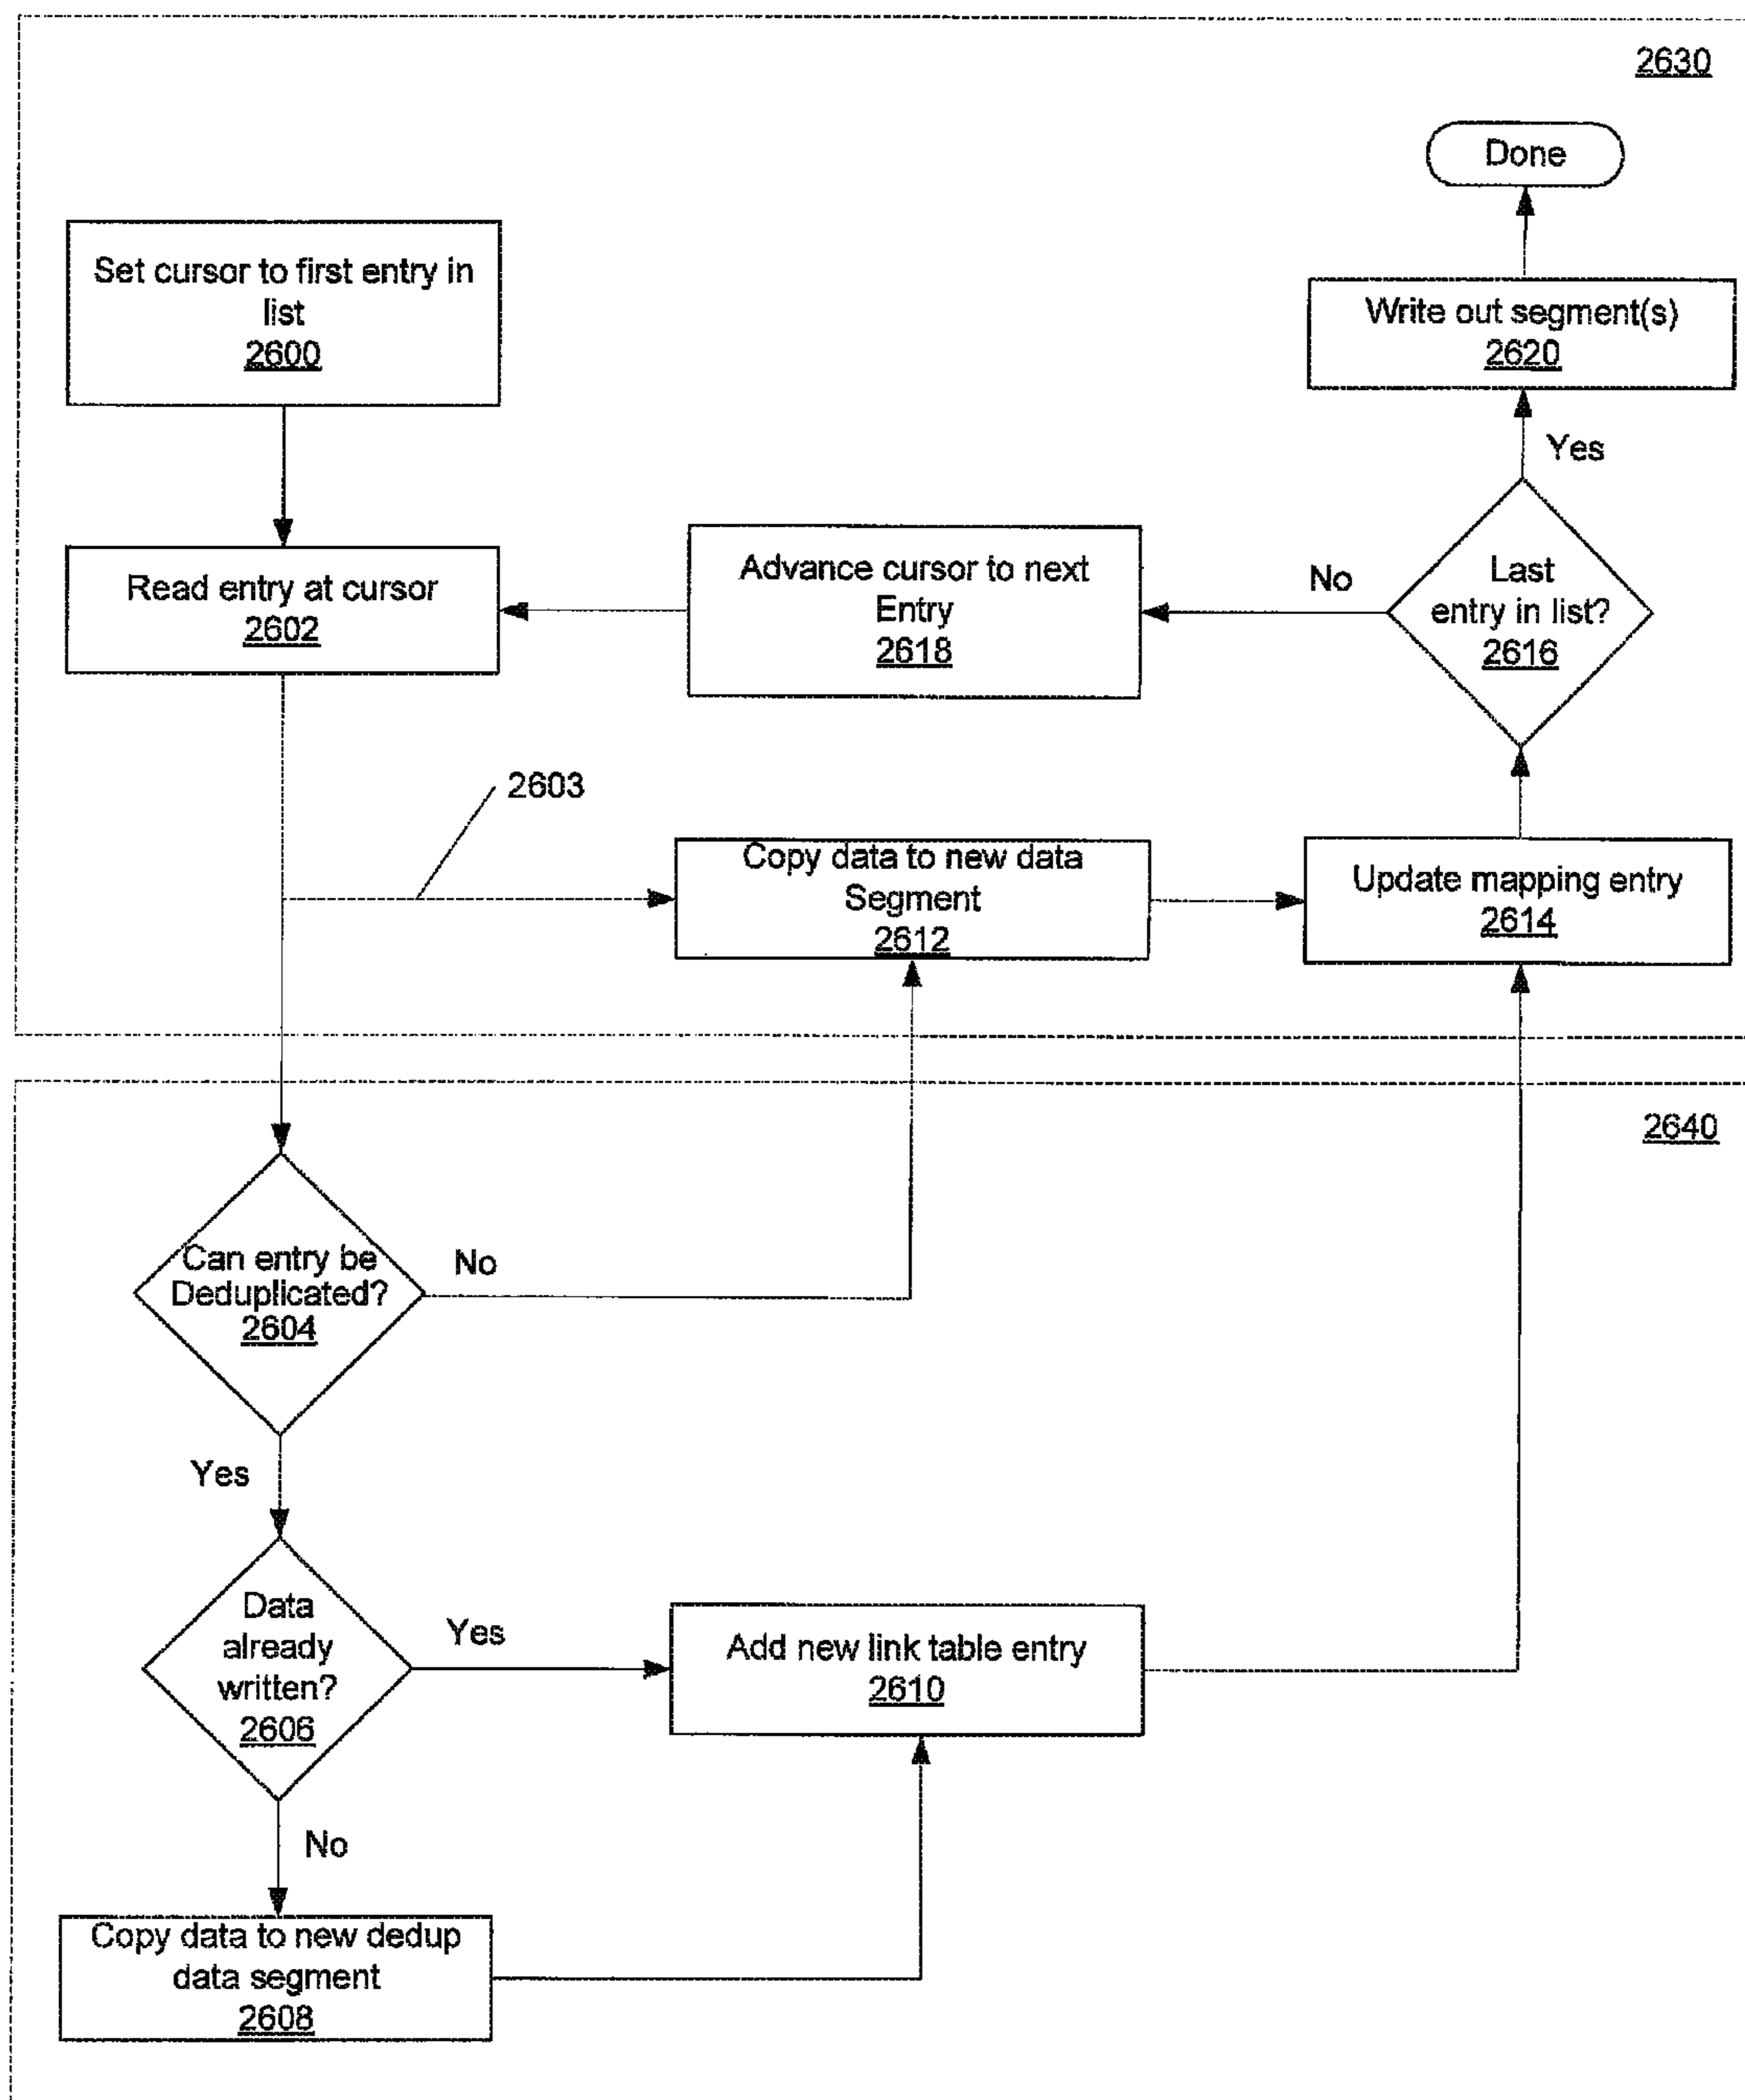 2630
Done
Set cursor to first entry in
list
2600
Write out segment(s)
2620
Yes
Read entry at cursor
2602
Advance cursor to next
Entry
2618
No
Last
entry in list?
2616
2603
Copy data to new data
Segment
2612
Update mapping entry
2614
2640
Can entry be
Deduplicated?
2604
No
Yes
Data
already
written?
2606
Yes
Add new link table entry
2610
No
Copy data to new dedup
data segment
2608